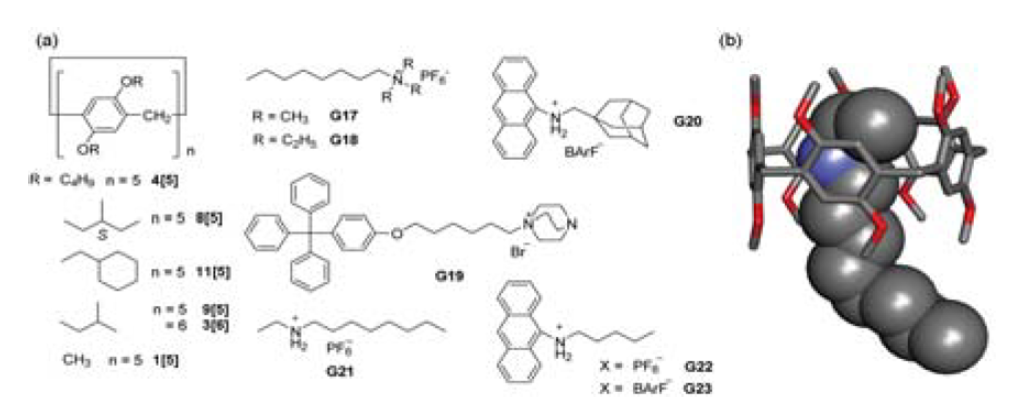 (a)
(b)
OR
CH₂
OR
n
R = C₄H₉ n = 5 4[5]
S
n = 5 8[5]
n = 5 11[5]
n = 5 9[5]
= 6 3[6]
CH₃ n = 5 1[5]
R
N⁺
R
R
PF₆⁻
R = CH₃ G17
R = C₂H₅ G18
+
N
H₂
BArF⁻
G20
O
N⁺
N
Br⁻
G19
+
N
H₂
PF₆⁻
G21
+
N
H₂
X = PF₆⁻ G22
X = BArF⁻ G23